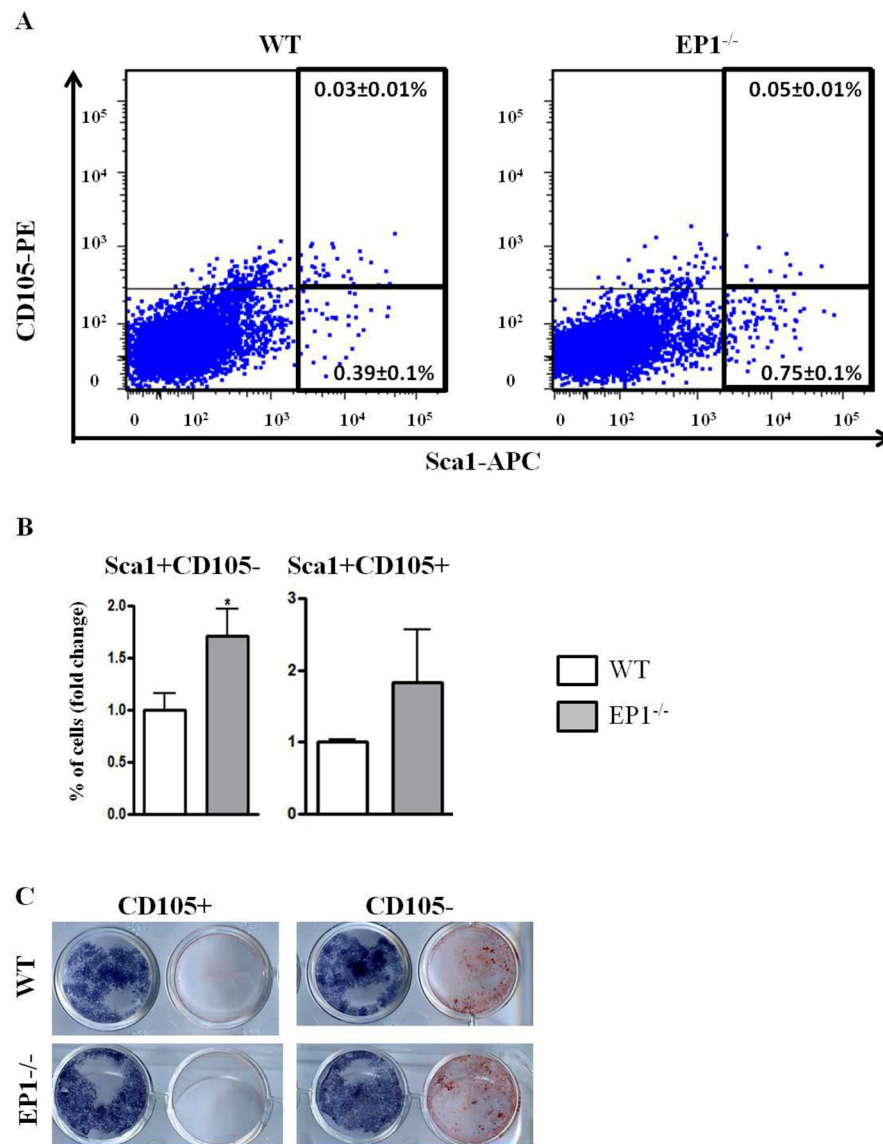 A
WT EP1-/-
0.03±0.01% 0.05±0.01%
10⁵ 10⁵
10⁴ 10⁴
10³ 10³
10² 10²
0 0
0.39±0.1% 0.75±0.1%
0 10² 10³ 10⁴ 10⁵ 0 10² 10³ 10⁴ 10⁵
CD105-PE
Sca1-APC
B
Sca1+CD105- Sca1+CD105+
% of cells (fold change)
2.0 * 3
1.5 2
1.0 1
0.5
0.0 0
WT
EP1-/-
C
CD105+ CD105-
WT
EP1-/-